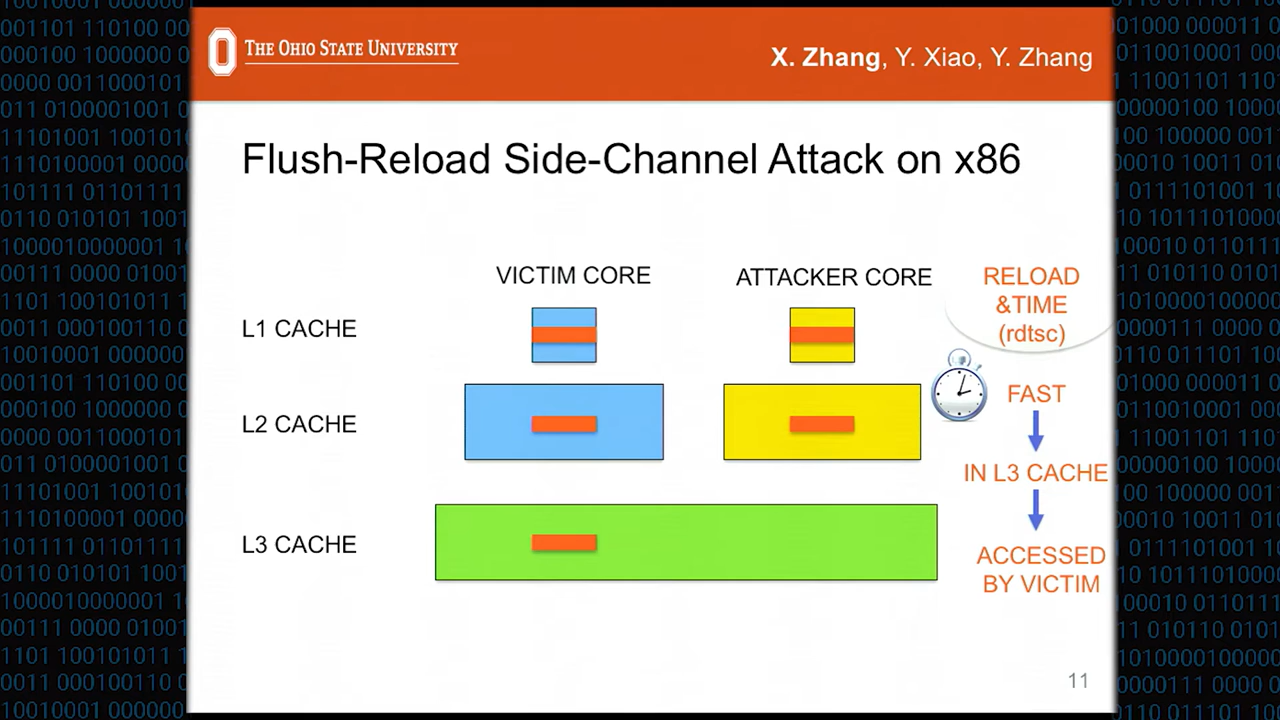 THE OHIO STATE UNIVERSITY
X. Zhang, Y. Xiao, Y. Zhang
Flush-Reload Side-Channel Attack on x86
VICTIM CORE
ATTACKER CORE
RELOAD
&TIME
(rdtsc)
L1 CACHE
FAST
L2 CACHE
IN L3 CACHE
L3 CACHE
ACCESSED
BY VICTIM
11